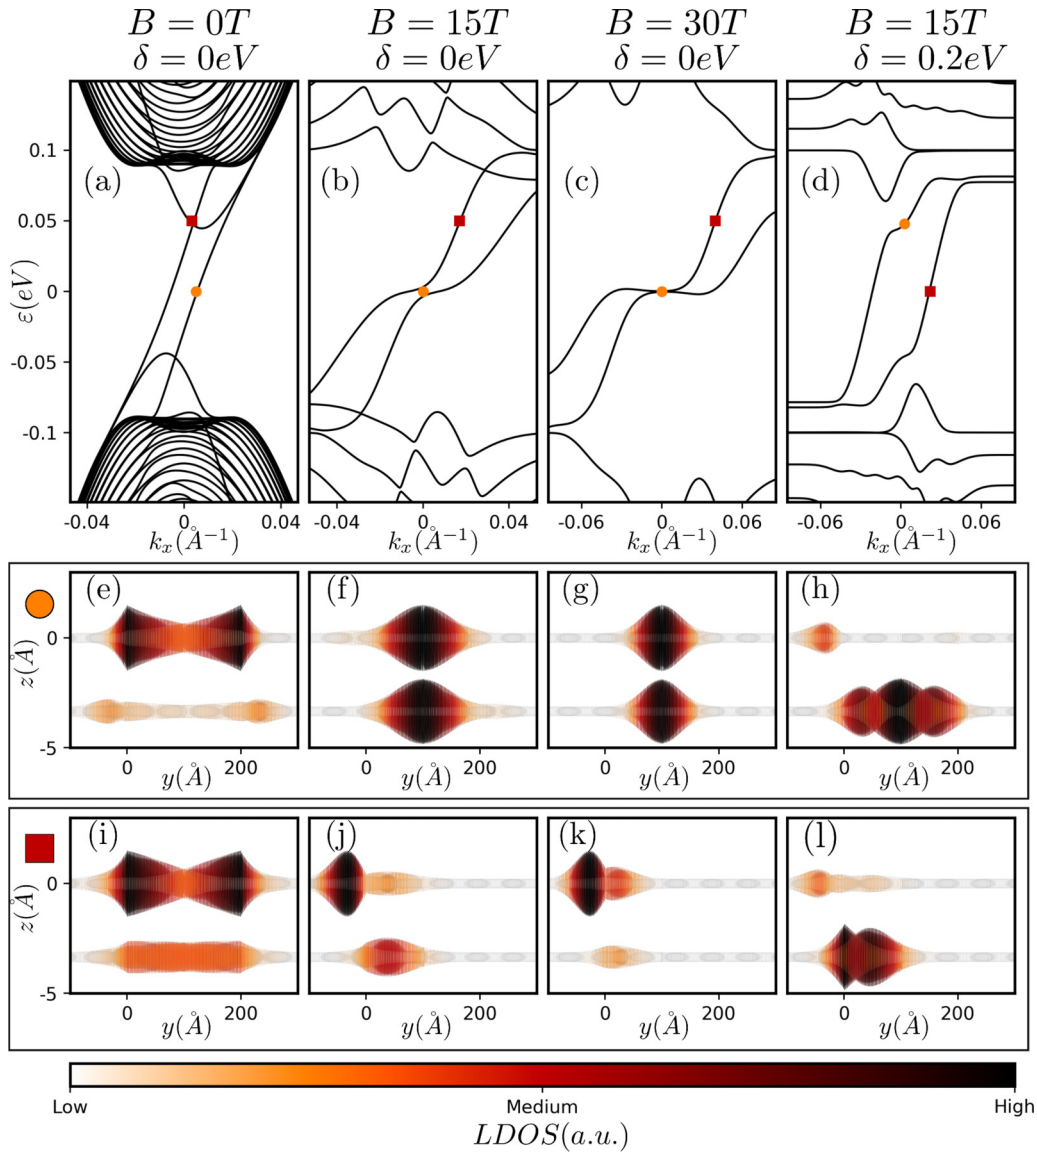 B = 0T B = 15T B = 30T B = 15T
δ = 0eV δ = 0eV δ = 0eV δ = 0.2eV
0.1
(a) (b) (c) (d)
0.05
ε(eV)
0
-0.05
-0.1
-0.04 0 0.04 -0.04 0 0.04 -0.06 0 0.06 -0.06 0 0.06
kₓ(Å⁻¹) kₓ(Å⁻¹) kₓ(Å⁻¹) kₓ(Å⁻¹)
(e) (f) (g) (h)
0
z(Å)
-5
0 200 0 200 0 200 0 200
y(Å) y(Å) y(Å) y(Å)
(i) (j) (k) (l)
0
z(Å)
-5
0 200 0 200 0 200 0 200
y(Å) y(Å) y(Å) y(Å)
Low Medium High
LDOS(a.u.)